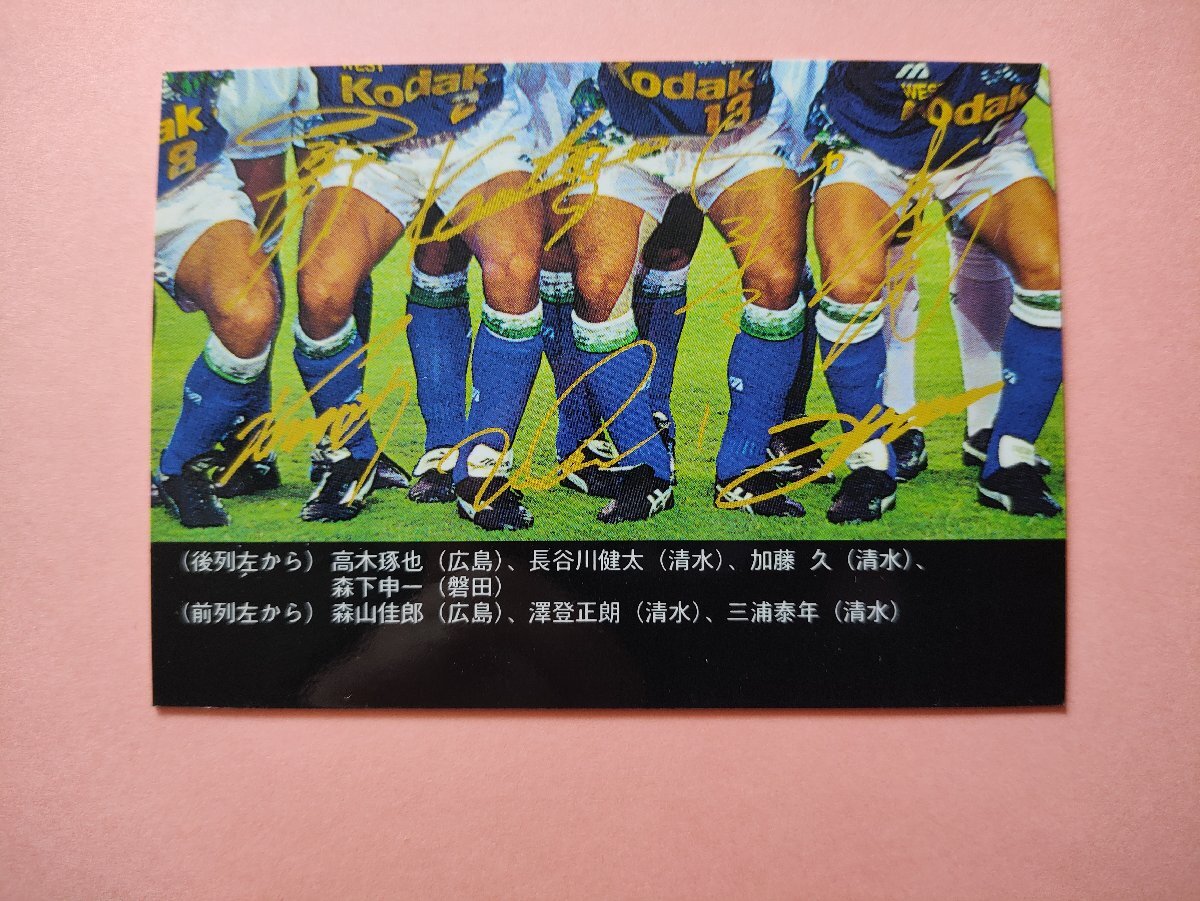 WEST
Kodak
2
Kodak
13
WEST
Kodak
ak
8
(後列左から) 高木琢也 (広島)、長谷川健太 (清水)、加藤 久 (清水)、
森下申一 (磐田)
(前列左から) 森山佳郎 (広島)、澤登正朗 (清水)、三浦泰年 (清水)